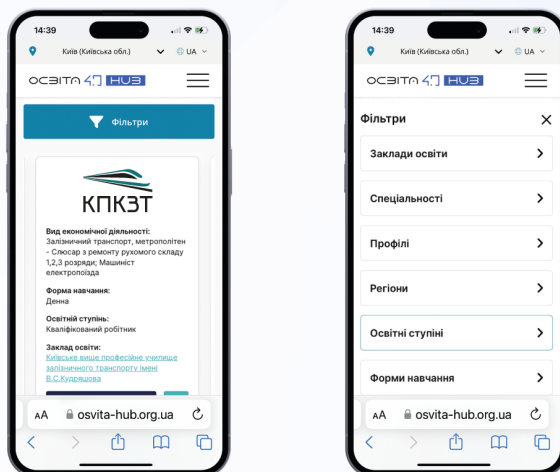 14:39
Київ (Київська обл.)
UA
ОСВІТА 4.0 HUB
Фільтри
КПКЗТ
Вид економічної діяльності:
Залізничний транспорт, метрополітен
- Слюсар з ремонту рухомого складу
1,2,3 розряди; Машиніст
електропоїзда
Форма навчання:
Денна
Освітній ступінь:
Кваліфікований робітник
Заклад освіти:
Київське вище професійне училище
залізничного транспорту імені
В.С.Кудряшова
AA osvita-hub.org.ua
14:39
Київ (Київська обл.)
UA
ОСВІТА 4.0 HUB
Фільтри
Заклади освіти
Спеціальності
Профілі
Регіони
Освітні ступіні
Форми навчання
AA osvita-hub.org.ua